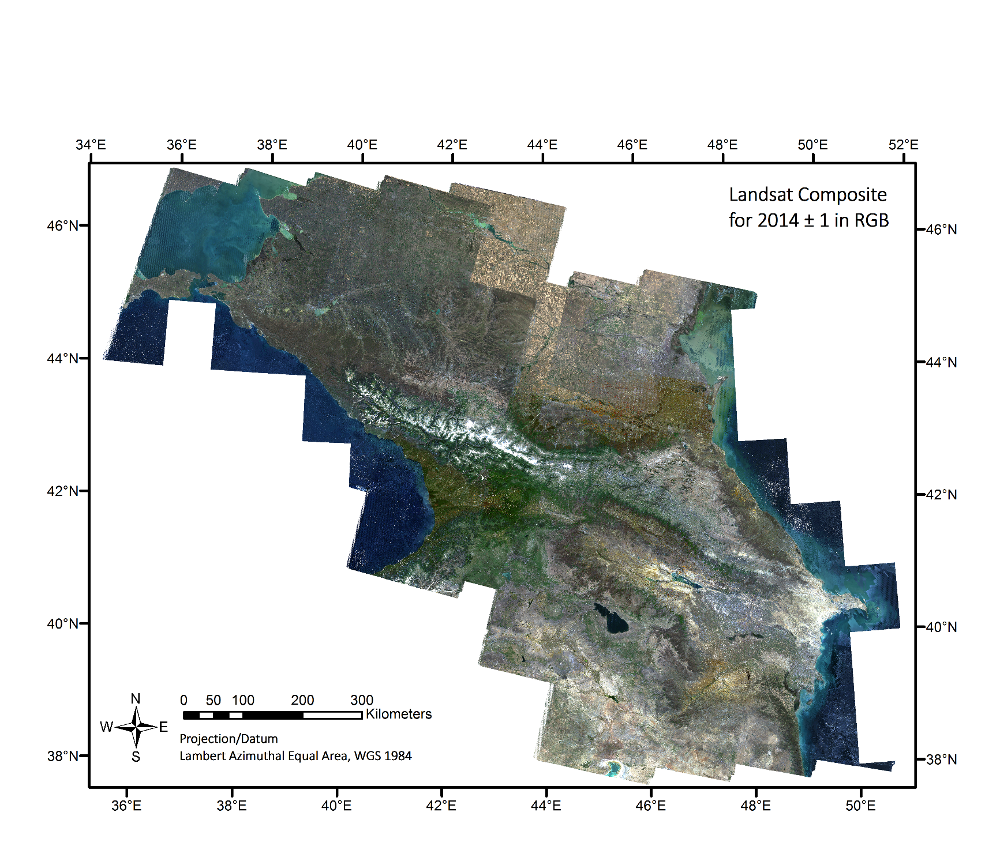 34°E 36°E 38°E 40°E 42°E 44°E 46°E 48°E 50°E 52°E
Landsat Composite
for 2014 ± 1 in RGB
46°N 46°N
44°N 44°N
42°N 42°N
40°N 40°N
N
W E
S
0 50 100 200 300
Kilometers
Projection/Datum
Lambert Azimuthal Equal Area, WGS 1984
38°N 38°N
36°E 38°E 40°E 42°E 44°E 46°E 48°E 50°E